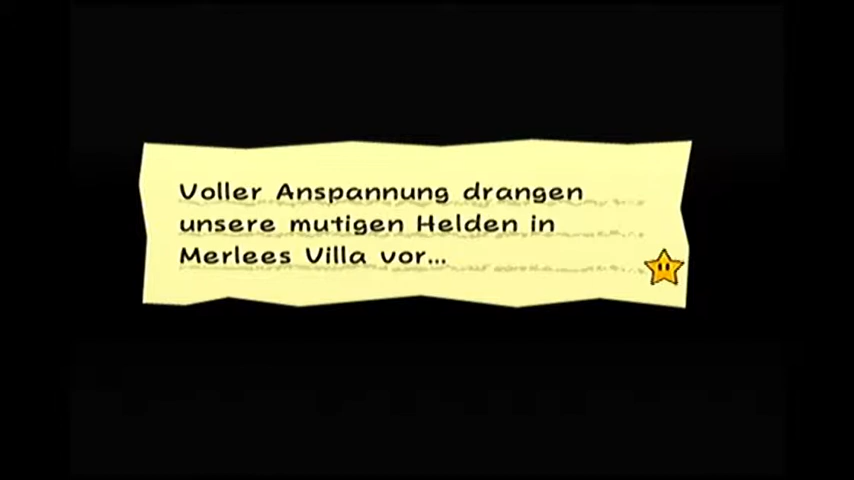 Voller Anspannung drangen
unsere mutigen Helden in
Merlees Villa vor...